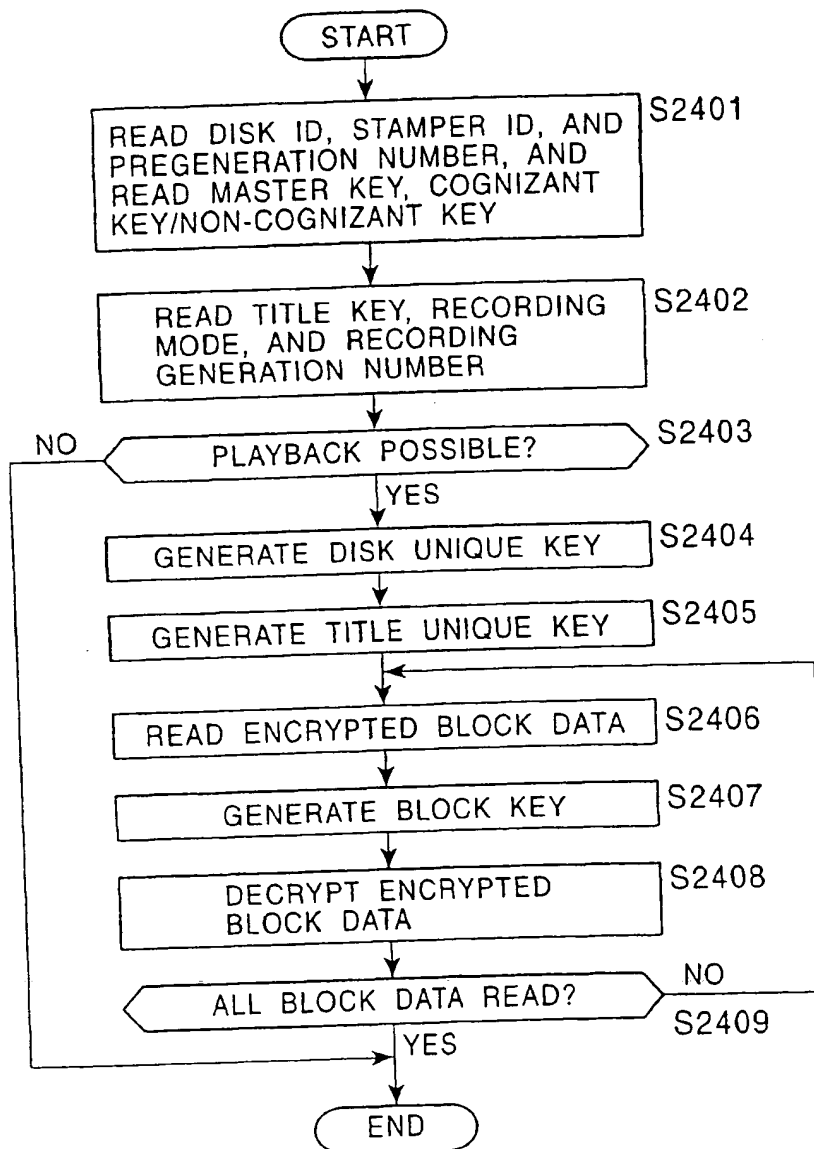 START
S2401
READ DISK ID, STAMPER ID, AND
PREGENERATION NUMBER, AND
READ MASTER KEY, COGNIZANT
KEY/NON-COGNIZANT KEY
S2402
READ TITLE KEY, RECORDING
MODE, AND RECORDING
GENERATION NUMBER
S2403
NO
PLAYBACK POSSIBLE?
YES
GENERATE DISK UNIQUE KEY
S2404
GENERATE TITLE UNIQUE KEY
S2405
READ ENCRYPTED BLOCK DATA
S2406
GENERATE BLOCK KEY
S2407
DECRYPT ENCRYPTED
BLOCK DATA
S2408
ALL BLOCK DATA READ?
NO
S2409
YES
END